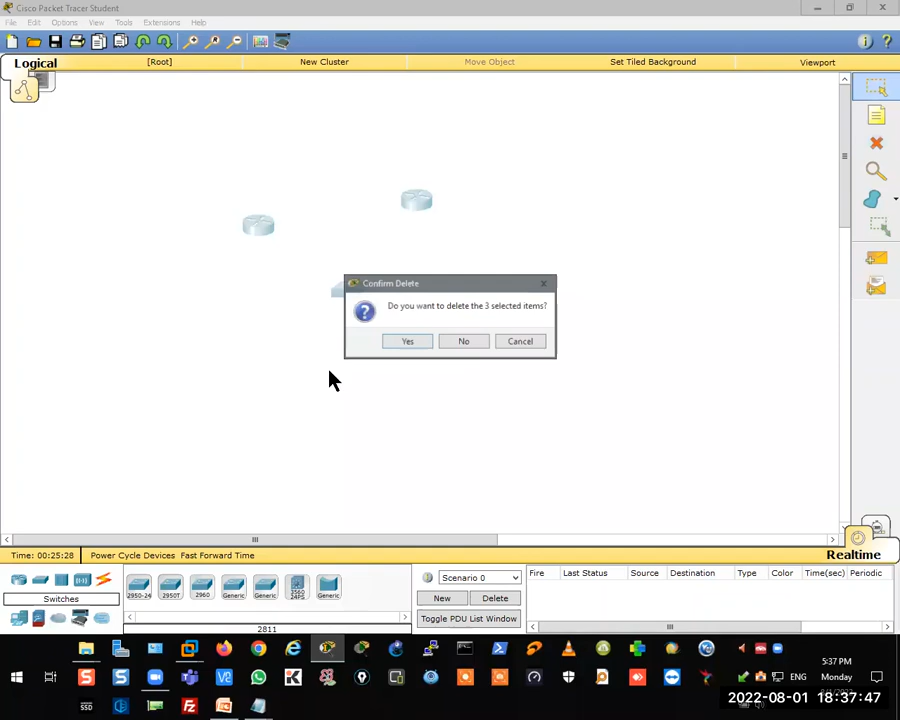 Cisco Packet Tracer Student
File Edit Options View Tools Extensions Help
Logical [Root] New Cluster Move Object Set Tiled Background Viewport
Confirm Delete
Do you want to delete the 3 selected items?
Yes No Cancel
Time: 00:25:28 Power Cycle Devices Fast Forward Time Realtime
Scenario 0
Fire Last Status Source Destination Type Color Time(sec) Periodic
2950-24 2950T 2960 Generic Generic 3560 24PS Generic
Switches
New Delete
Toggle PDU List Window
2811
5:37 PM
ENG Monday
SSD
2022-08-01 18:37:47